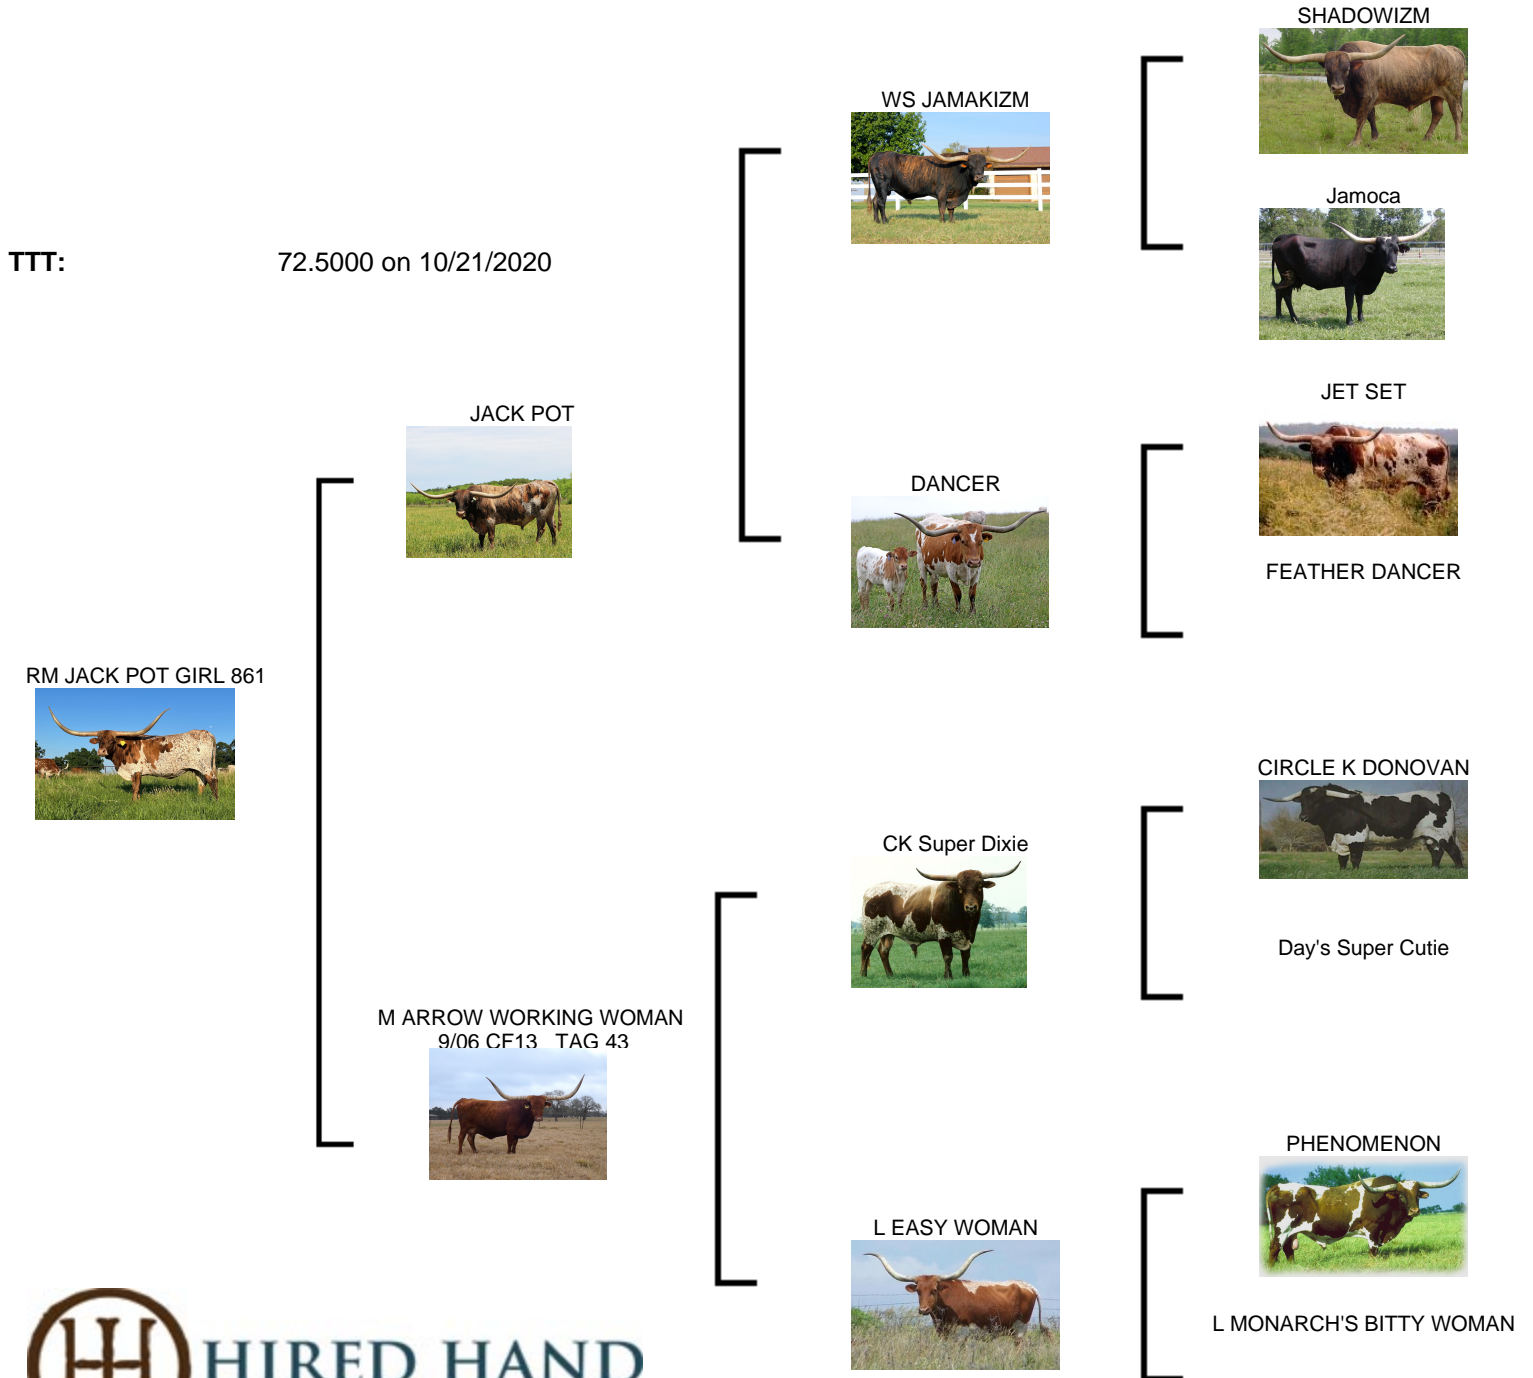 SHADOWIZM
WS JAMAKIZM
Jamoca
TTT: 72.5000 on 10/21/2020
JET SET
JACK POT
DANCER
FEATHER DANCER
RM JACK POT GIRL 861
CIRCLE K DONOVAN
CK Super Dixie
Day's Super Cutie
M ARROW WORKING WOMAN
9/06 CF13 TAG 43
PHENOMENON
L EASY WOMAN
L MONARCH'S BITTY WOMAN
HIRED HAND